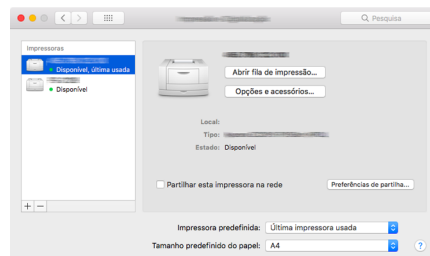 Pesquisa
Impressoras
Disponível, última usada
Disponível
Abrir fila de impressão...
Opções e acessórios...
Local:
Tipo:
Estado: Disponível
Partilhar esta impressora na rede
Preferências de partilha...
+ −
Impressora predefinida: Última impressora usada
Tamanho predefinido do papel: A4
?